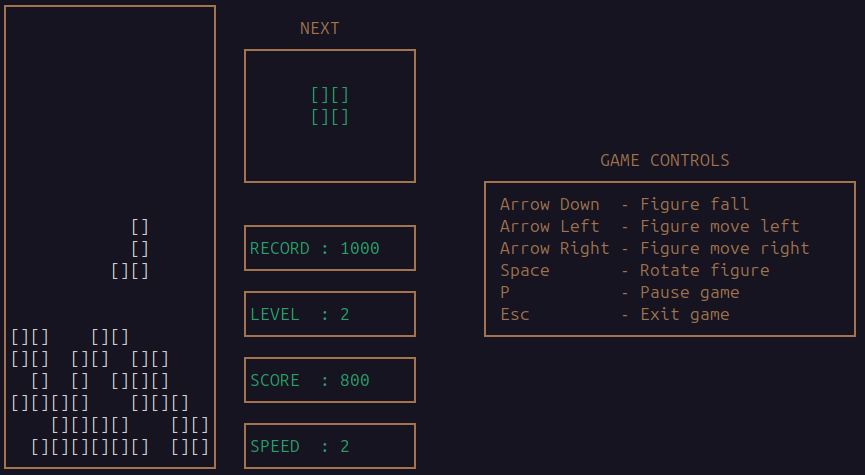 NEXT
[][]
[][]
[]
[]
[][]
RECORD : 1000
LEVEL  : 2
SCORE  : 800
SPEED  : 2
[][]    [][]
[][]  [][]  [][]
  []  []  [][][]
[][][][]    [][][]
    [][][][]    [][]
  [][][][][][]  [][]
GAME CONTROLS
Arrow Down  - Figure fall
Arrow Left  - Figure move left
Arrow Right - Figure move right
Space       - Rotate figure
P           - Pause game
Esc         - Exit game